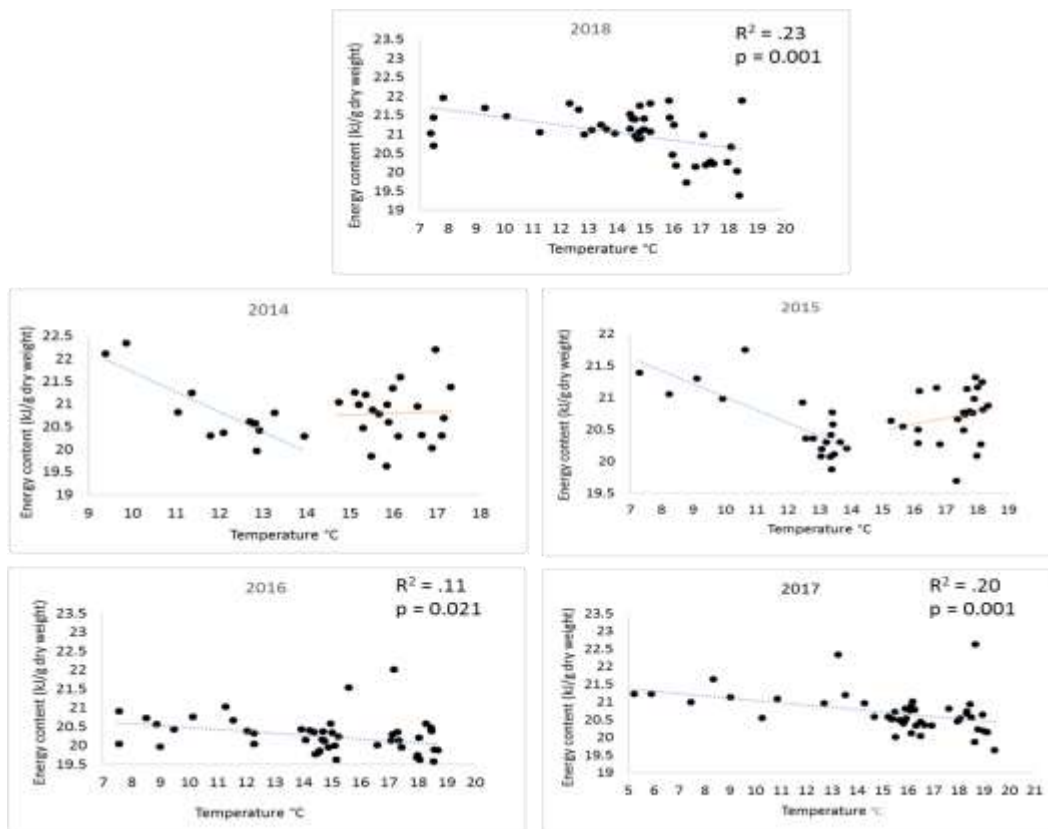 2018
R² = .23
p = 0.001
Energy content (kJ/g dry weight)
23.5
23
22.5
22
21.5
21
20.5
20
19.5
19
7 8 9 10 11 12 13 14 15 16 17 18 19 20
Temperature °C
2014
Energy content (kJ/g dry weight)
22.5
22
21.5
21
20.5
20
19.5
19
9 10 11 12 13 14 15 16 17 18
Temperature °C
2015
Energy content (kJ/g dry weight)
22
21.5
21
20.5
20
19.5
7 8 9 10 11 12 13 14 15 16 17 18 19
Temperature °C
2016
R² = .11
p = 0.021
Energy content (kJ/g dry weight)
23.5
23
22.5
22
21.5
21
20.5
20
19.5
7 8 9 10 11 12 13 14 15 16 17 18 19 20
Temperature °C
2017
R² = .20
p = 0.001
Energy content (kJ/g dry weight)
23.5
23
22.5
22
21.5
21
20.5
20
19.5
19
5 6 7 8 9 10 11 12 13 14 15 16 17 18 19 20 21
Temperature °C